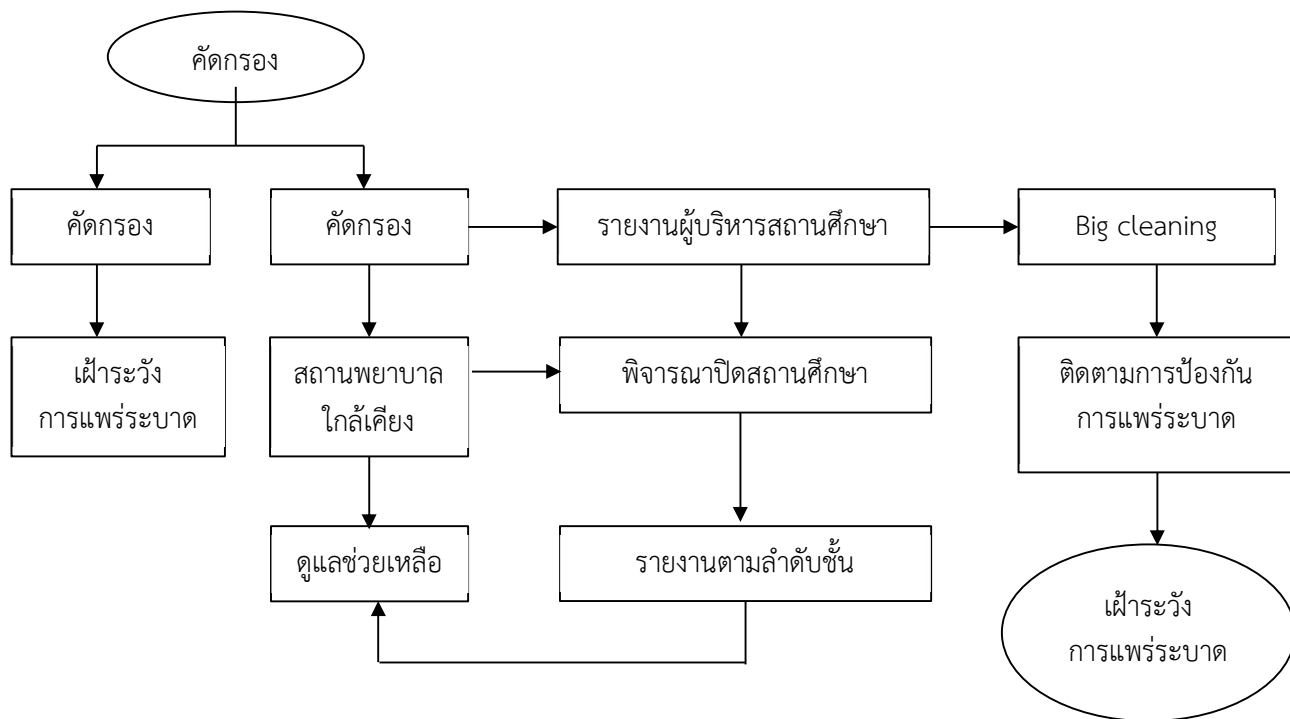 คัดกรอง
คัดกรอง
คัดกรอง
รายงานผู้บริหารสถานศึกษา
Big cleaning
เฝ้าระวัง
การแพร่ระบาด
สถานพยาบาล
ใกล้เคียง
พิจารณาปิดสถานศึกษา
ติดตามการป้องกัน
การแพร่ระบาด
ดูแลช่วยเหลือ
รายงานตามลำดับชั้น
เฝ้าระวัง
การแพร่ระบาด